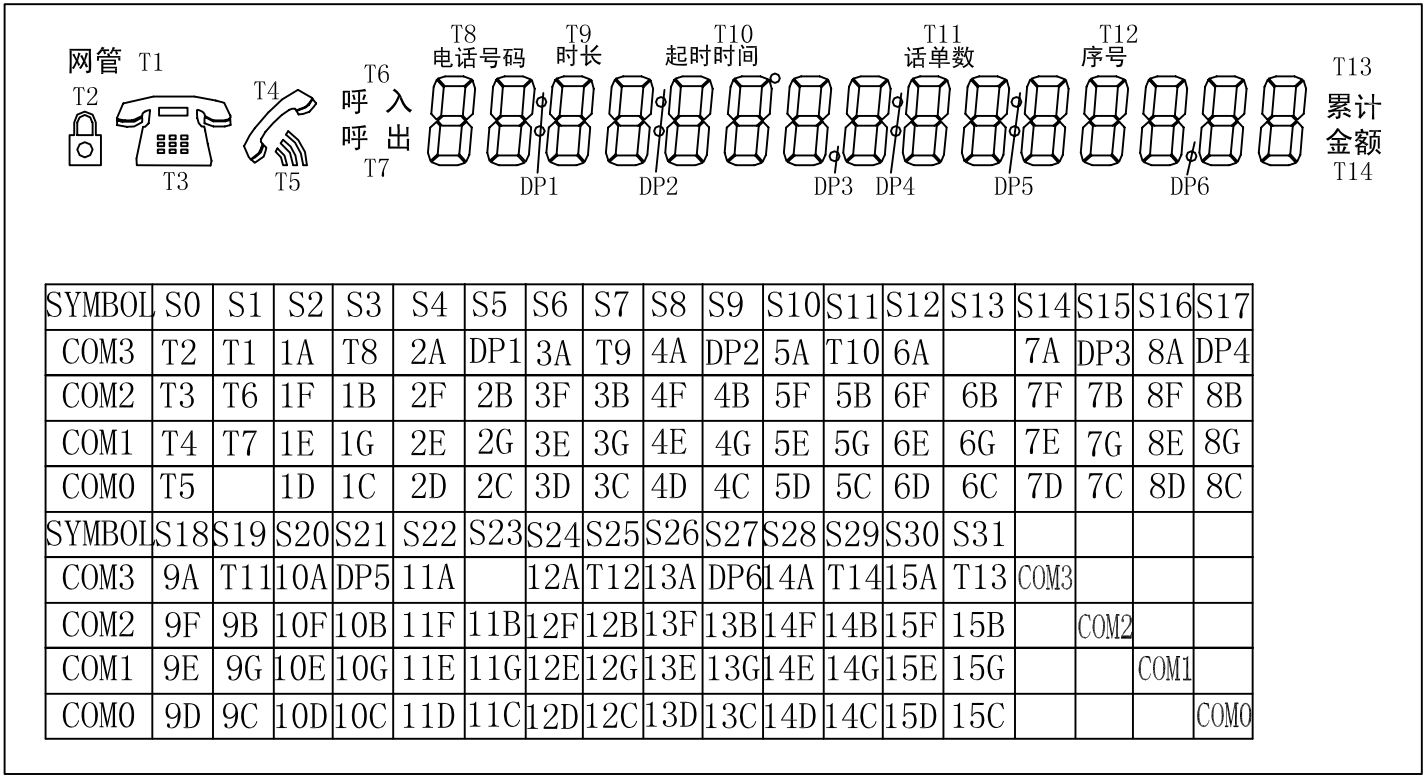 T8 T9 T10 T11 T12
网管 T1 电话号码 时长 起时时间 话单数 序号
T2 T4 T6 呼入 T13 累计
T3 T5 呼出 T7 金额 T14
DP1 DP2 DP3 DP4 DP5 DP6
SYMBOL S0 S1 S2 S3 S4 S5 S6 S7 S8 S9 S10 S11 S12 S13 S14 S15 S16 S17
COM3 T2 T1 1A T8 2A DP1 3A T9 4A DP2 5A T10 6A 7A DP3 8A DP4
COM2 T3 T6 1F 1B 2F 2B 3F 3B 4F 4B 5F 5B 6F 6B 7F 7B 8F 8B
COM1 T4 T7 1E 1G 2E 2G 3E 3G 4E 4G 5E 5G 6E 6G 7E 7G 8E 8G
COM0 T5 1D 1C 2D 2C 3D 3C 4D 4C 5D 5C 6D 6C 7D 7C 8D 8C
SYMBOL S18 S19 S20 S21 S22 S23 S24 S25 S26 S27 S28 S29 S30 S31
COM3 9A T11 10A DP5 11A 12A T12 13A DP6 14A T14 15A T13 COM3
COM2 9F 9B 10F 10B 11F 11B 12F 12B 13F 13B 14F 14B 15F 15B COM2
COM1 9E 9G 10E 10G 11E 11G 12E 12G 13E 13G 14E 14G 15E 15G COM1
COM0 9D 9C 10D 10C 11D 11C 12D 12C 13D 13C 14D 14C 15D 15C COM0